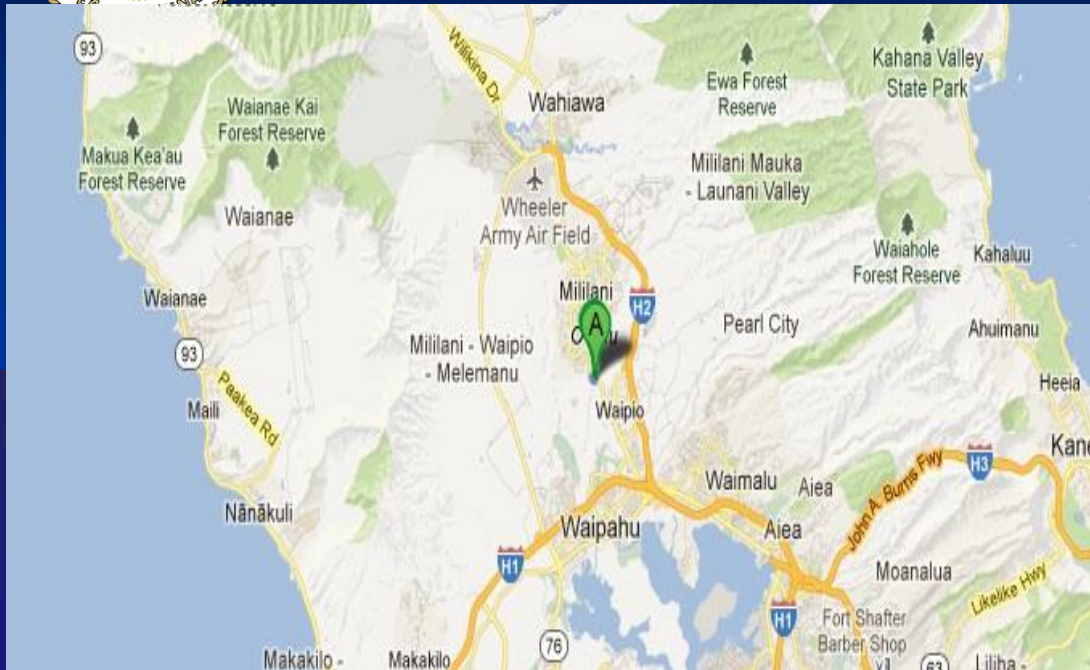 93
Wilikina Dr
Kahana Valley
State Park
Ewa Forest
Reserve
Wahiawa
Waianae Kai
Forest Reserve
Makua Kea'au
Forest Reserve
Mililani Mauka
- Launani Valley
Waianae
Wheeler
Army Air Field
Waiahole
Forest Reserve
Kahaluu
Waianae
Mililani
H2
A
Pearl City
Ahuimanu
93
Mililani - Waipio
- Melemanu
Heeia
Maili
Paakea Rd
Waipio
Kane
H3
John A. Burns Fwy
Waimalu
Aiea
Nānākuli
Waipahu
Aiea
H1
Moanalua
Likelike Hwy
H1
Fort Shafter
Barber Shop
76
Makakilo -
Makakilo
63
Liliha -